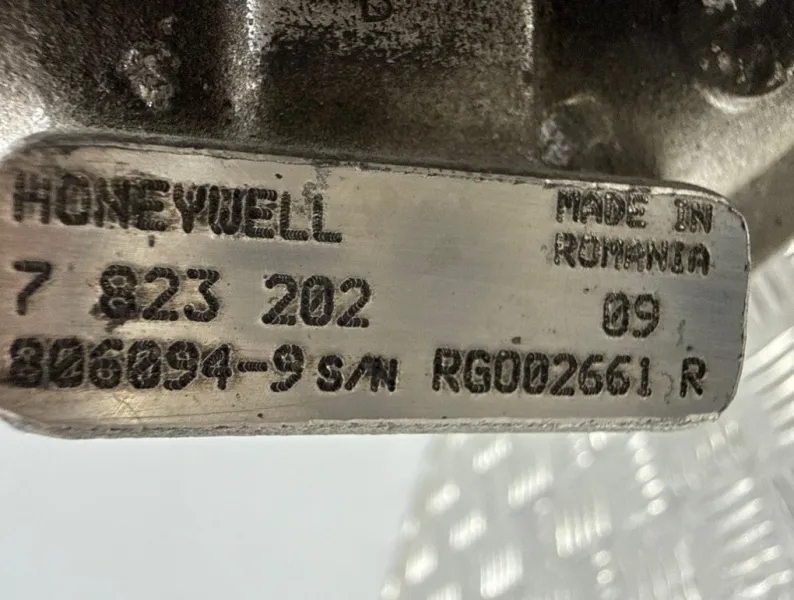 B
HONEYWELL
MADE IN
ROMANIA
7 823 202
09
806094-9 S/N RG002661 R